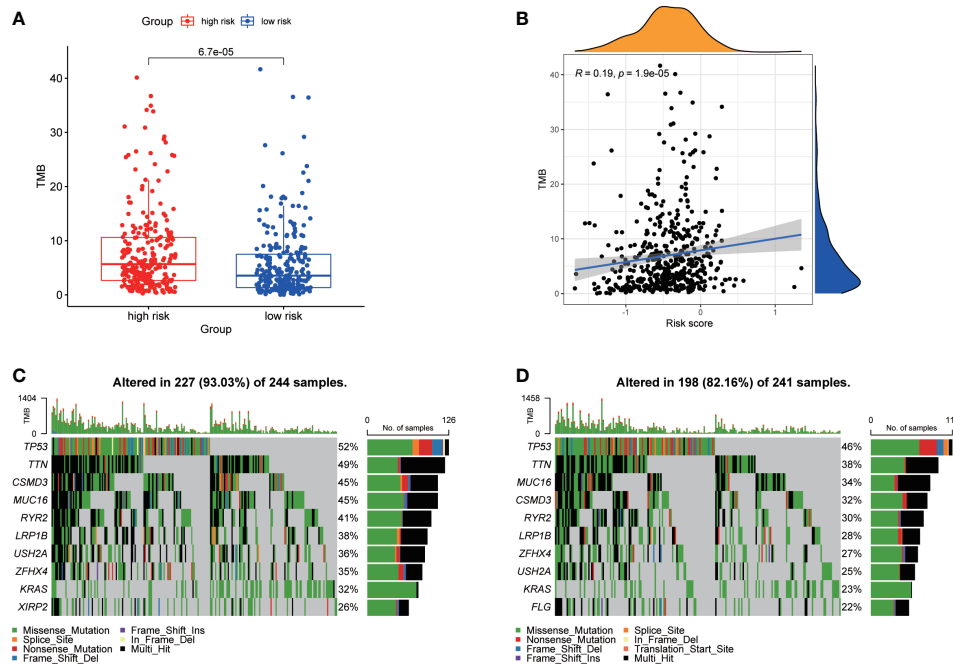 A
Group high risk low risk
6.7e-05
40
30
20
10
0
TMB
high risk low risk
Group
B
R = 0.19, p = 1.9e-05
40
30
20
10
0
TMB
-1 0 1
Risk score
C
Altered in 227 (93.03%) of 244 samples.
1404
0
TMB
0 126
No. of samples
TP53 52%
TTN 49%
CSMD3 45%
MUC16 45%
RYR2 41%
LRP1B 38%
USH2A 36%
ZFHX4 35%
KRAS 32%
XIRP2 26%
Missense_Mutation Frame_Shift_Ins
Splice_Site In_Frame_Del
Nonsense_Mutation Multi_Hit
Frame_Shift_Del
D
Altered in 198 (82.16%) of 241 samples.
1458
0
TMB
0 11
No. of samples
TP53 46%
TTN 38%
MUC16 34%
CSMD3 32%
RYR2 30%
LRP1B 28%
ZFHX4 27%
USH2A 25%
KRAS 23%
FLG 22%
Missense_Mutation Splice_Site
Nonsense_Mutation In_Frame_Del
Frame_Shift_Del Translation_Start_Site
Frame_Shift_Ins Multi_Hit